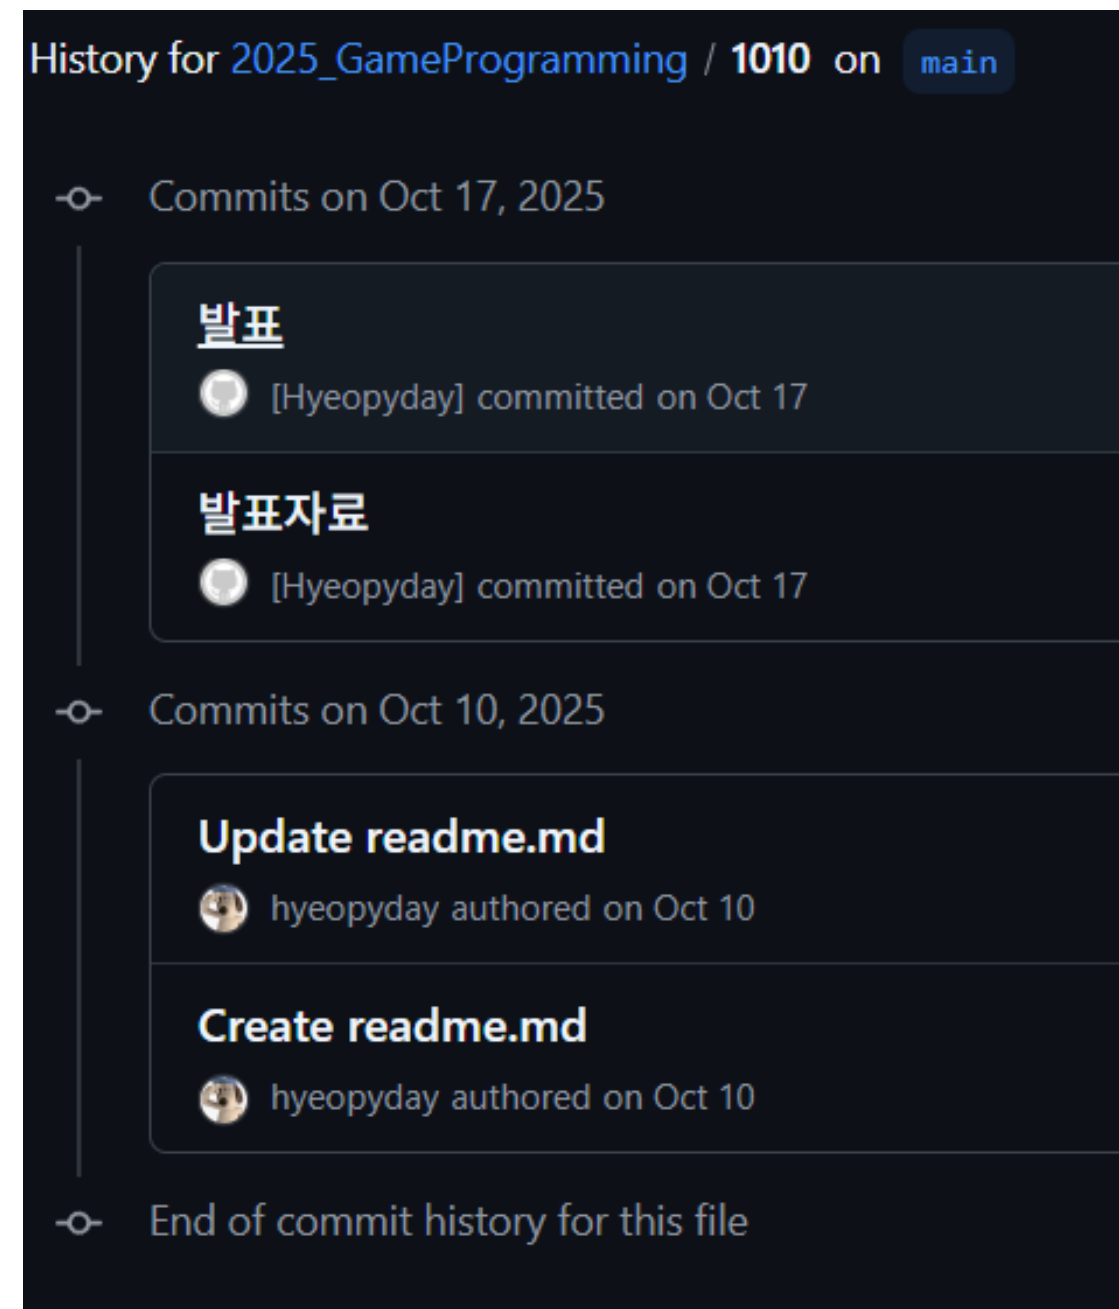 History for 2025_GameProgramming / 1010 on main
Commits on Oct 17, 2025
발표
[Hyeopyday] committed on Oct 17
발표자료
[Hyeopyday] committed on Oct 17
Commits on Oct 10, 2025
Update readme.md
hyeopyday authored on Oct 10
Create readme.md
hyeopyday authored on Oct 10
End of commit history for this file